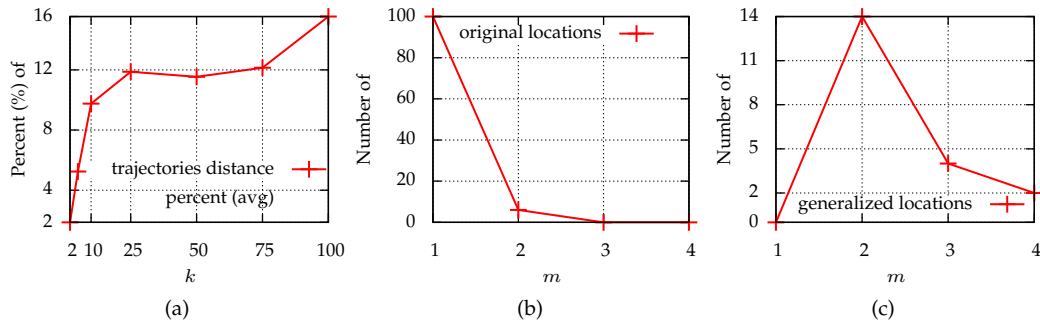 Percent (%) of
16
12
8
4
2
trajectories distance
percent (avg)
2 10 25 50 75 100
k
(a)
Number of
100
80
60
40
20
0
original locations
1 2 3 4
m
(b)
Number of
14
11
8
5
2
0
generalized locations
1 2 3 4
m
(c)